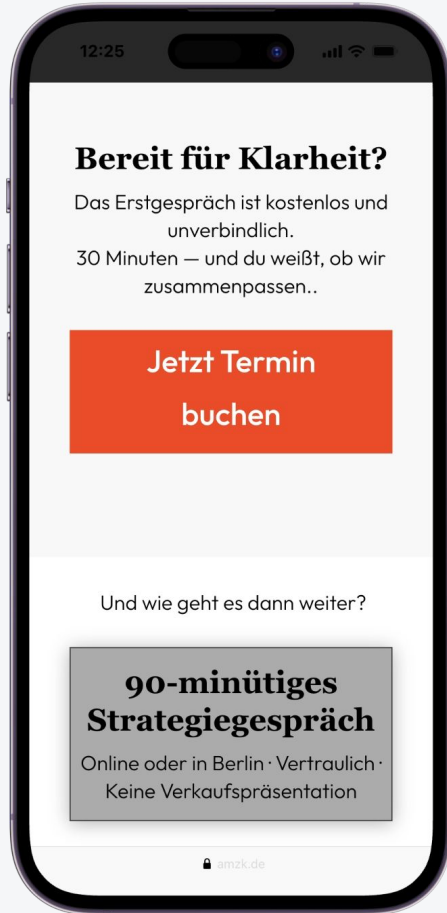 12:25
Bereit für Klarheit?
Das Erstgespräch ist kostenlos und
unverbindlich.
30 Minuten — und du weißt, ob wir
zusammenpassen..
Jetzt Termin
buchen
Und wie geht es dann weiter?
90-minütiges
Strategiegespräch
Online oder in Berlin · Vertraulich ·
Keine Verkaufspräsentation
amzk.de